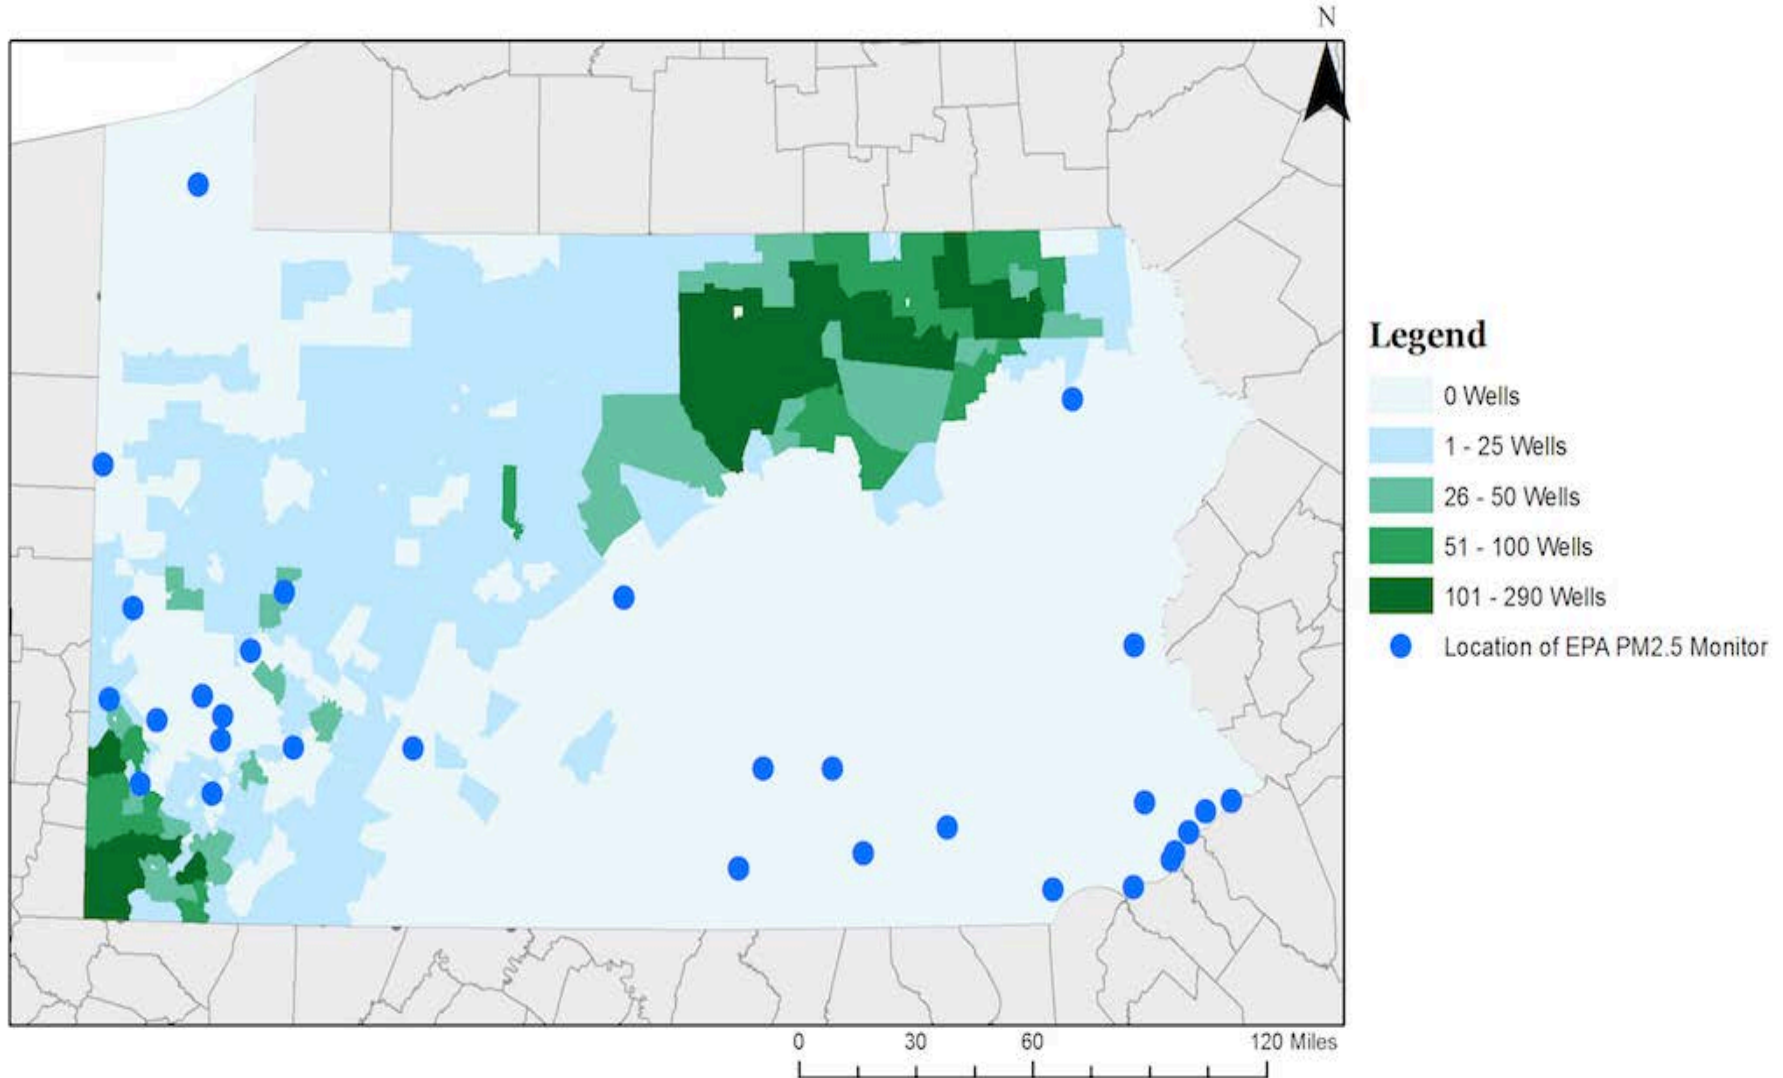 N
Legend
0 Wells
1 - 25 Wells
26 - 50 Wells
51 - 100 Wells
101 - 290 Wells
Location of EPA PM2.5 Monitor
0 30 60 120 Miles